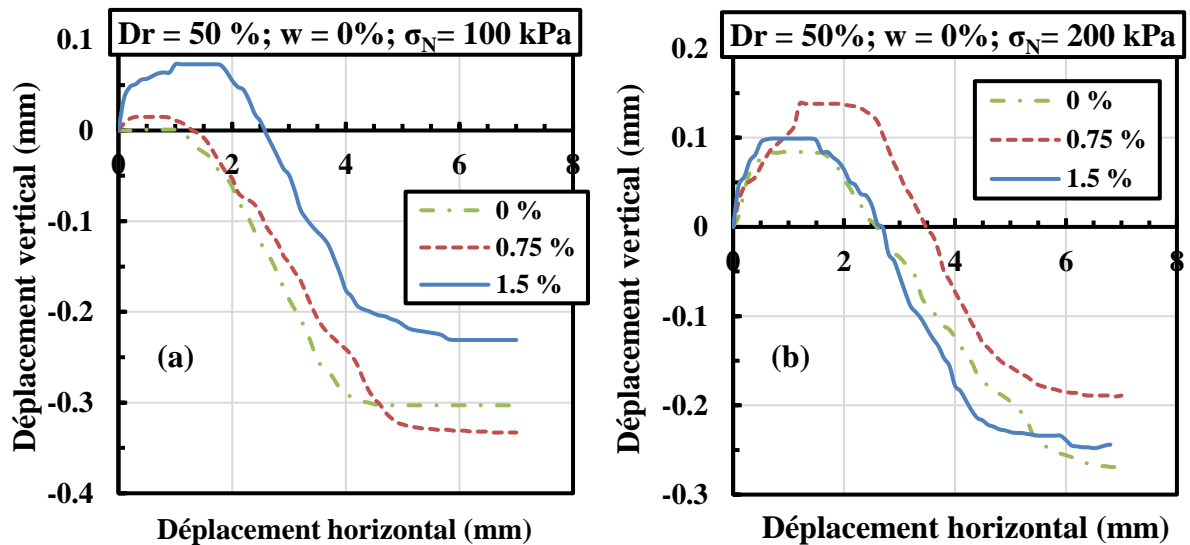 Dr = 50 %; w = 0%; σN= 100 kPa
0.1
0
-0.1
-0.2
-0.3
-0.4
0 2 4 6 8
Déplacement vertical (mm)
0 %
0.75 %
1.5 %
(a)
Déplacement horizontal (mm)
Dr = 50%; w = 0%; σN= 200 kPa
0.2
0.1
0
-0.1
-0.2
-0.3
0 2 4 6 8
Déplacement vertical (mm)
0 %
0.75 %
1.5 %
(b)
Déplacement horizontal (mm)